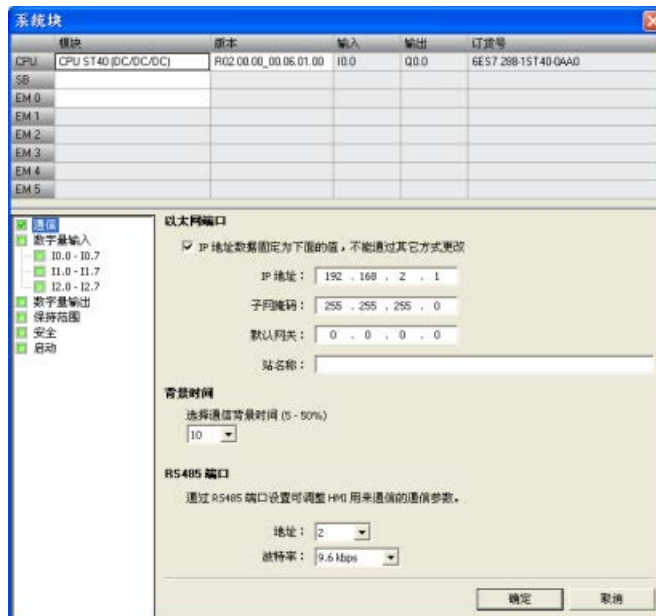 系统块
模块 版本 输入 输出 订货号
CPU CPU ST40 (DC/DC/DC) R02.00.00_00.06.01.00 I0.0 Q0.0 6ES7 288-1ST40-0AA0
SB
EM 0
EM 1
EM 2
EM 3
EM 4
EM 5
通信
数字量输入
I0.0 - I0.7
I1.0 - I1.7
I2.0 - I2.7
数字量输出
保持范围
安全
启动
以太网端口
IP 地址数据固定为下面的值，不能通过其它方式更改
IP 地址： 192 . 168 . 2 . 1
子网掩码： 255 . 255 . 255 . 0
默认网关： 0 . 0 . 0 . 0
站名称：
背景时间
选择通信背景时间 (5 - 50%)
10
RS485 端口
通过 RS485 端口设置可调整 HMI 用来通信的通信参数。
地址： 2
波特率： 9.6 kbps
确定 取消